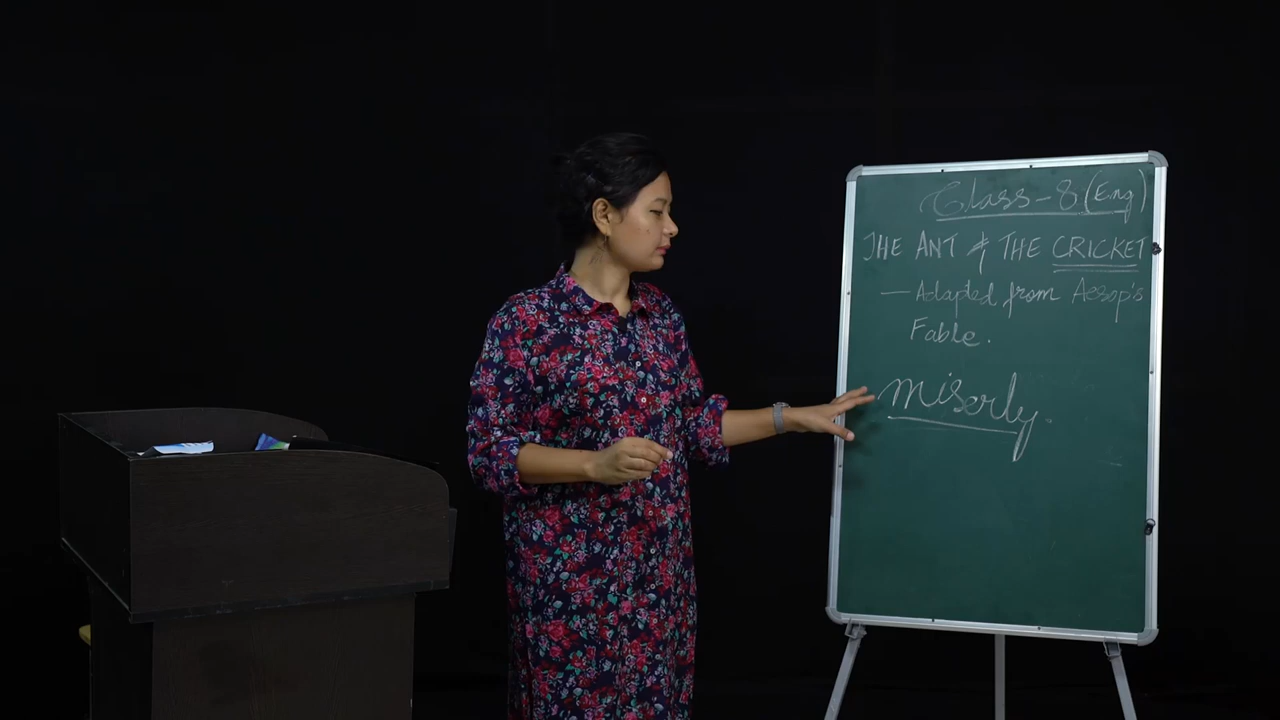 Class - 8 (Eng)
THE ANT & THE CRICKET
— Adapted from Aesop's
Fable.
Miserly.